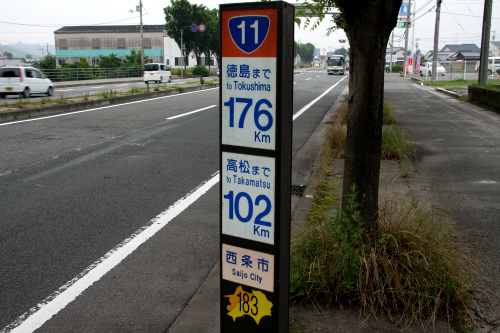 11
徳島まで
to Tokushima
176
Km
高松まで
to Takamatsu
102
Km
西条市
Saijo City
183